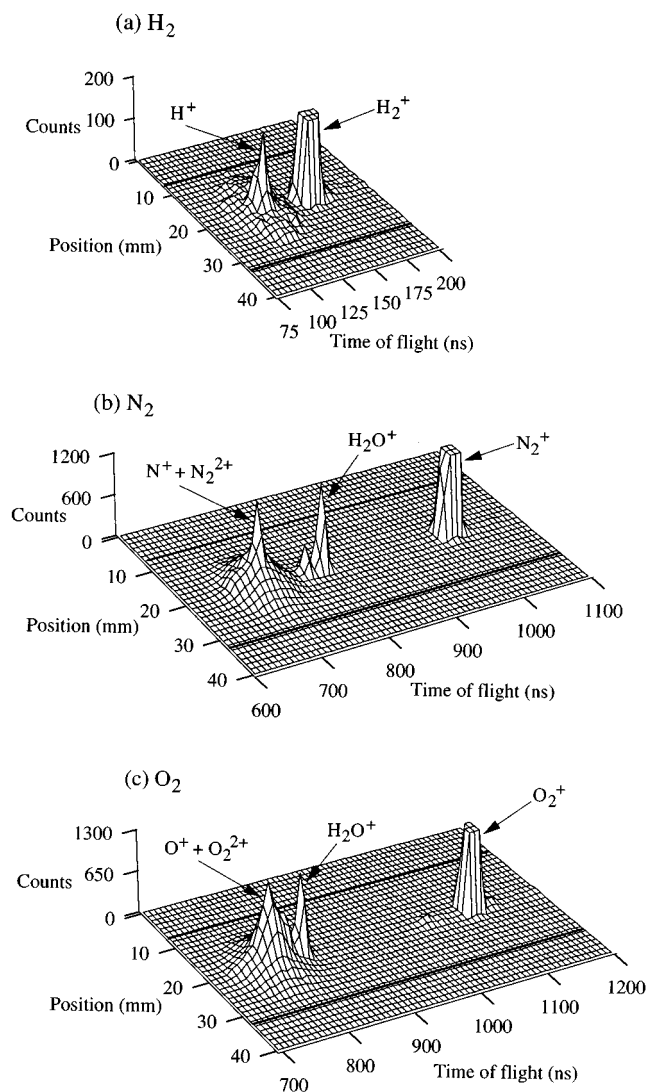 (a) H₂
200
100
0
Counts
H⁺
H₂⁺
10
20
30
40
Position (mm)
75
100
125
150
175
200
Time of flight (ns)
(b) N₂
1200
600
0
Counts
N⁺ + N₂²⁺
H₂O⁺
N₂⁺
10
20
30
40
Position (mm)
600
700
800
900
1000
1100
Time of flight (ns)
(c) O₂
1300
650
0
Counts
O⁺ + O₂²⁺
H₂O⁺
O₂⁺
10
20
30
40
Position (mm)
700
800
900
1000
1100
1200
Time of flight (ns)